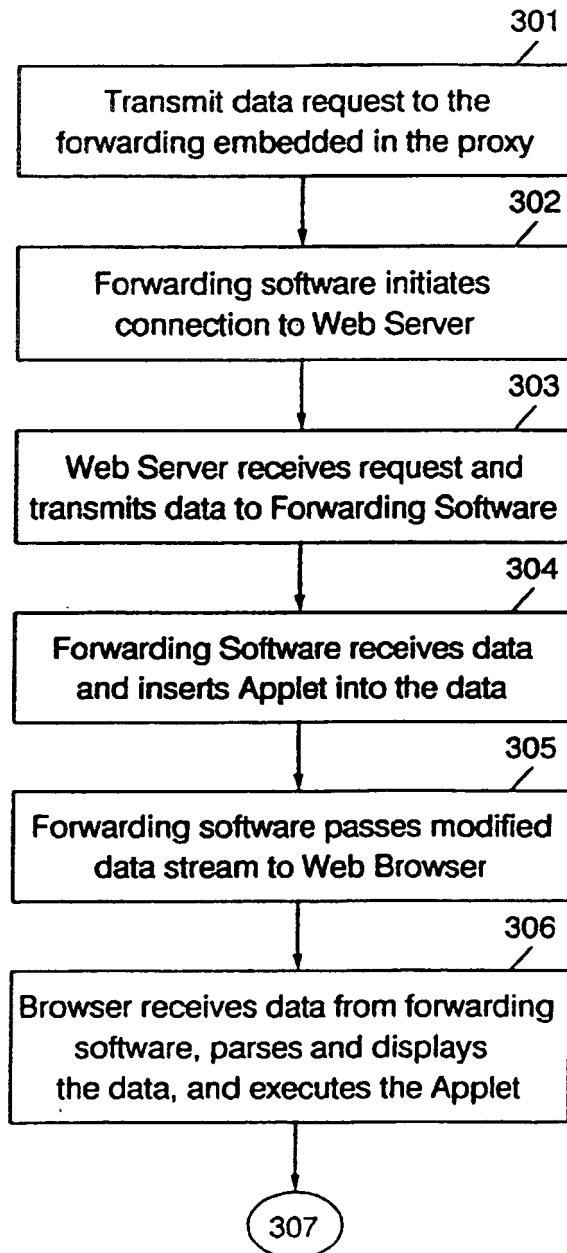 301
Transmit data request to the
forwarding embedded in the proxy
302
Forwarding software initiates
connection to Web Server
303
Web Server receives request and
transmits data to Forwarding Software
304
Forwarding Software receives data
and inserts Applet into the data
305
Forwarding software passes modified
data stream to Web Browser
306
Browser receives data from forwarding
software, parses and displays
the data, and executes the Applet
307